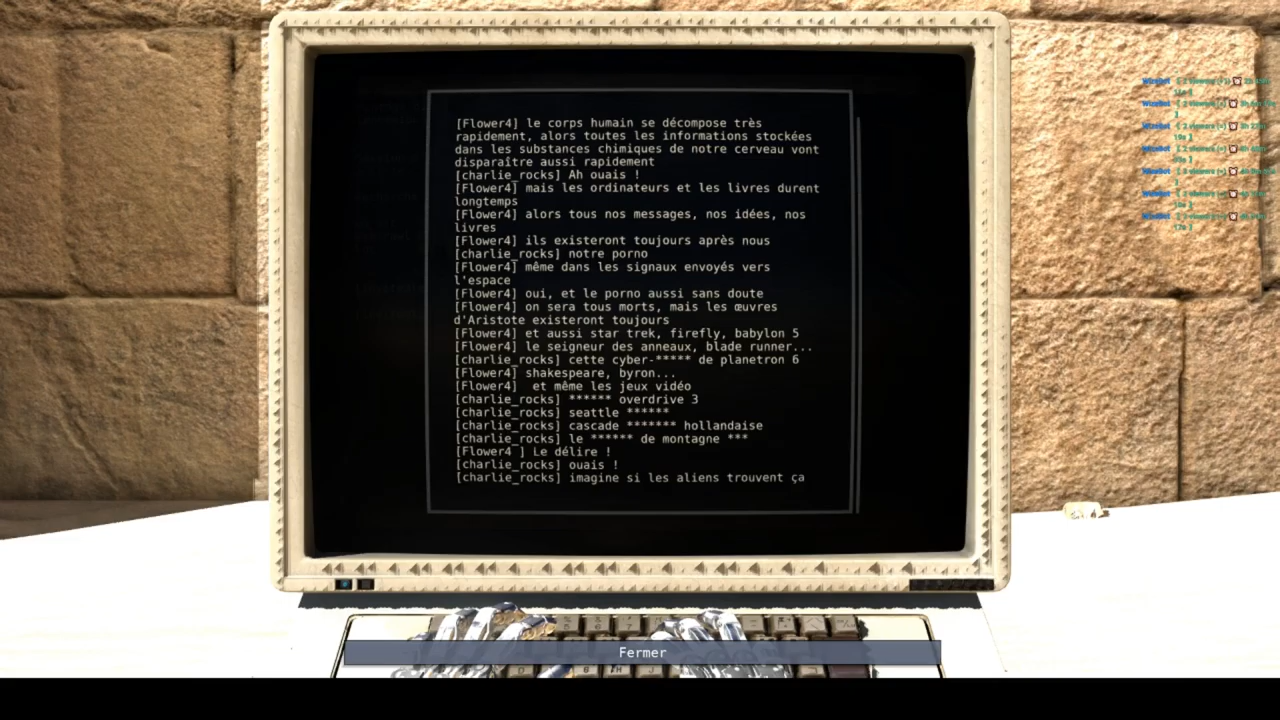 [Flower4] le corps humain se décompose très
rapidement, alors toutes les informations stockées
dans les substances chimiques de notre cerveau vont
disparaître aussi rapidement
[charlie_rocks] Ah ouais !
[Flower4] mais les ordinateurs et les livres durent
longtemps
[Flower4] alors tous nos messages, nos idées, nos
livres
[Flower4] ils existeront toujours après nous
[charlie_rocks] notre porno
[Flower4] même dans les signaux envoyés vers
l'espace
[Flower4] oui, et le porno aussi sans doute
[Flower4] on sera tous morts, mais les œuvres
d'Aristote existeront toujours
[Flower4] et aussi star trek, firefly, babylon 5
[Flower4] le seigneur des anneaux, blade runner...
[charlie_rocks] cette cyber-***** de planetron 6
[Flower4] shakespeare, byron...
[Flower4]  et même les jeux vidéo
[charlie_rocks] ****** overdrive 3
[charlie_rocks] seattle ******
[charlie_rocks] cascade ******* hollandaise
[charlie_rocks] le ****** de montagne ***
[Flower4 ] Le délire !
[charlie_rocks] ouais !
[charlie_rocks] imagine si les aliens trouvent ça
Fermer
WizeBot
WizeBot
WizeBot
WizeBot
WizeBot
WizeBot
WizeBot